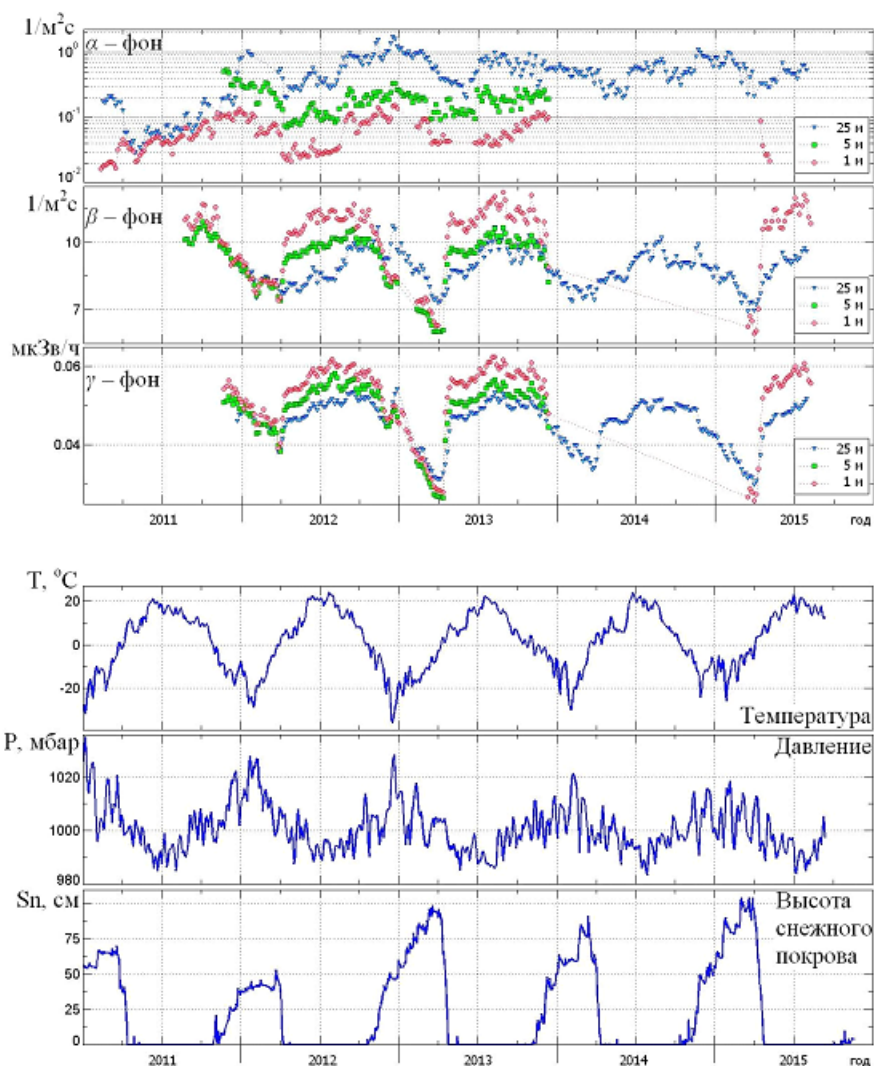 1/м²с
α – фон
10⁰
10⁻¹
10⁻²
25 и
5 и
1 и
1/м²с
β – фон
10
7
25 и
5 и
1 и
мкЗв/ч
γ – фон
0.06
0.04
25 и
5 и
1 и
2011 2012 2013 2014 2015 год
T, °C
20
0
-20
Температура
P, мбар
Давление
1020
1000
980
Sn, см
Высота
снежного
покрова
75
50
25
0
2011 2012 2013 2014 2015 год